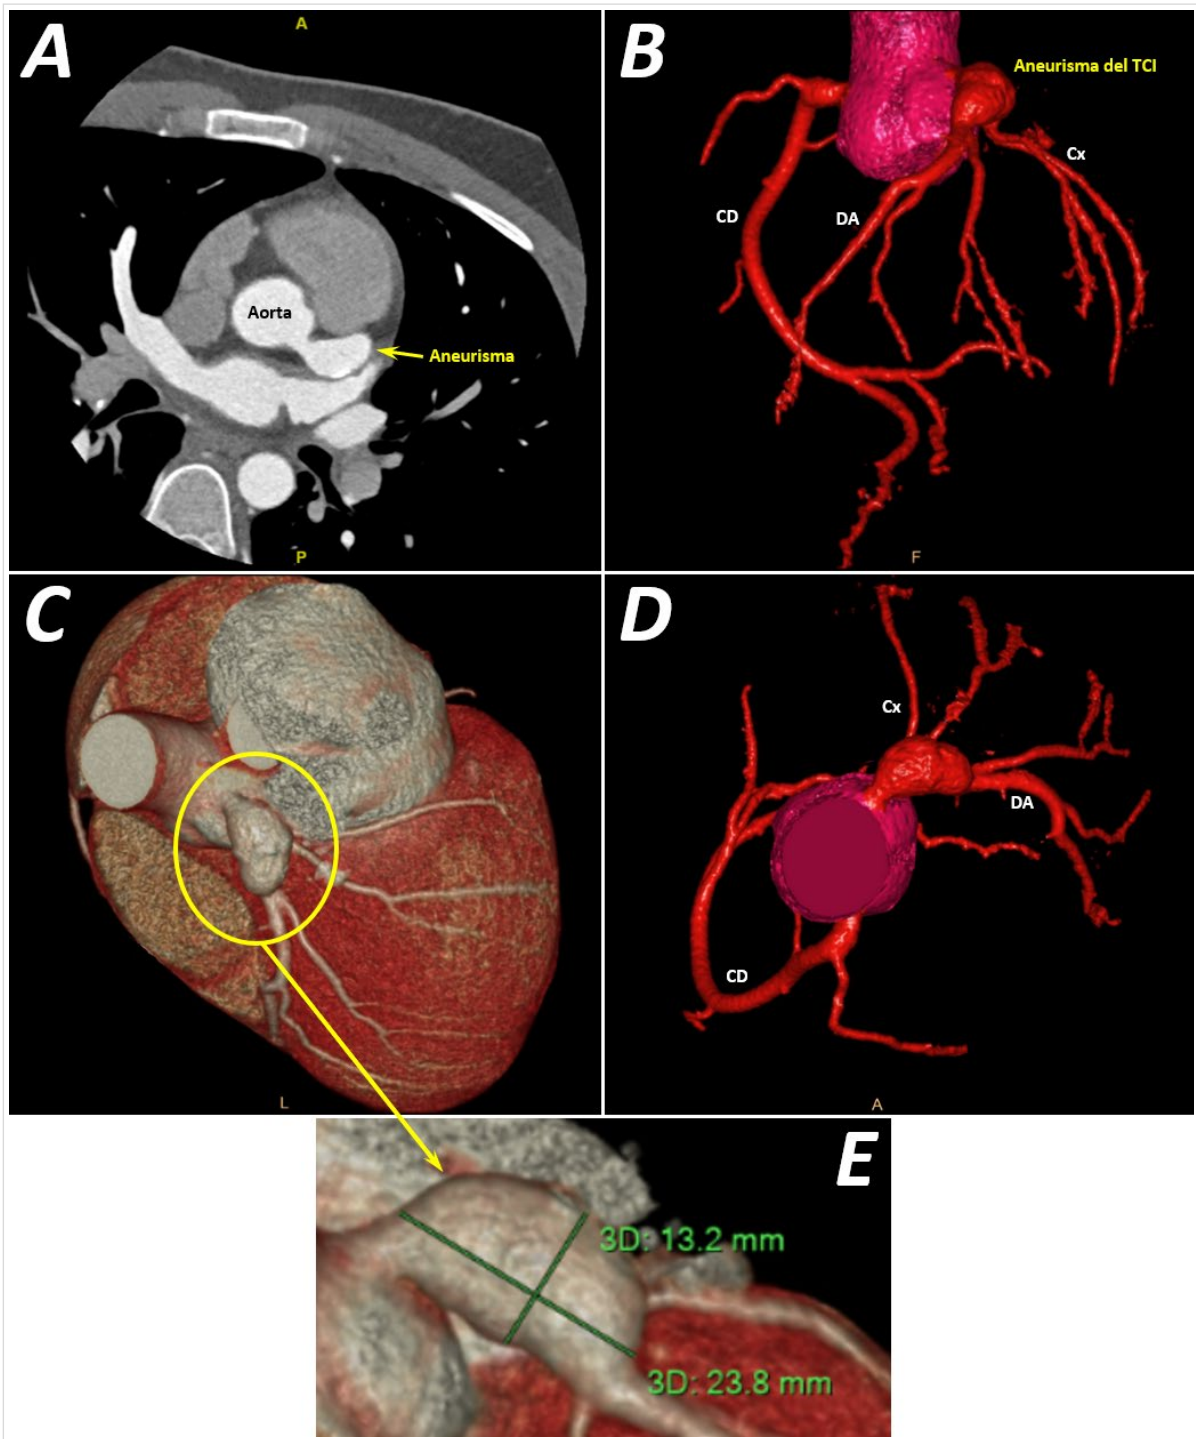 A
A
Aorta
Aneurisma
P
B
Aneurisma del TCI
Cx
CD
DA
F
C
L
D
Cx
DA
CD
A
E
3D: 13.2 mm
3D: 23.8 mm